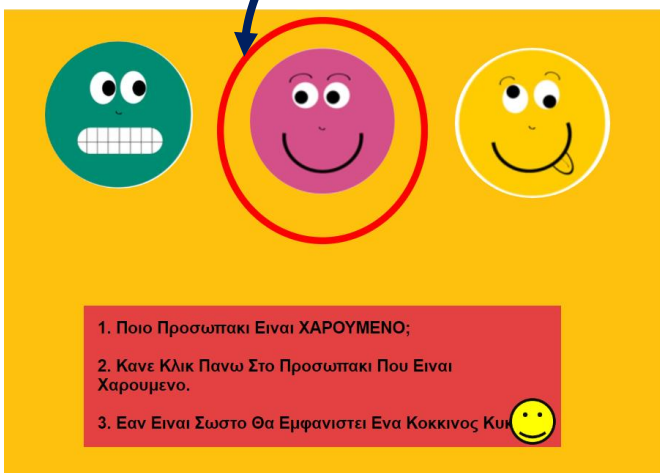 1. Ποιο Προσωπακι Ειναι ΧΑΡΟΥΜΕΝΟ;
2. Κανε Κλικ Πανω Στο Προσωπακι Που Ειναι
Χαρουμενο.
3. Εαν Ειναι Σωστο Θα Εμφανιστει Ενα Κοκκινος